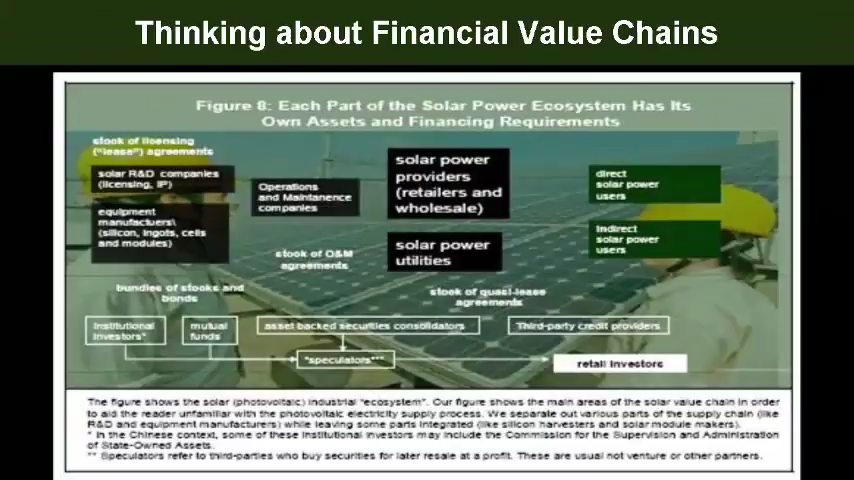 Thinking about Financial Value Chains
Figure 8: Each Part of the Solar Power Ecosystem Has Its
Own Assets and Financing Requirements
stock of licensing
("lease") agreements
solar R&D companies
(licensing, IP)
equipment
manufactuers\
(silicon, ingots, cells
and modules)
Operations
and Maintanence
companies
stock of O&M
agreements
solar power
providers
(retailers and
wholesale)
solar power
utilities
direct
solar power
users
Indirect
solar power
users
bundles of stooks and
bonds
stook of quasi-lease
agreements
Institutional
Investors*
mutual
funds
asset backed securities consolidators
Third-party credit providers
"speculators"**
retail Investors
The figure shows the solar (photovoltaic) industrial "ecosystem". Our figure shows the main areas of the solar value chain in order
to aid the reader unfamiliar with the photovoltaic electricity supply process. We separate out various parts of the supply chain (like
R&D and equipment manufacturers) while leaving some parts integrated (like silicon harvesters and solar module makers).
* In the Chinese context, some of these institutional investors may include the Commission for the Supervision and Administration
of State-Owned Assets.
** Speculators refer to third-parties who buy securities for later resale at a profit. These are usual not venture or other partners.